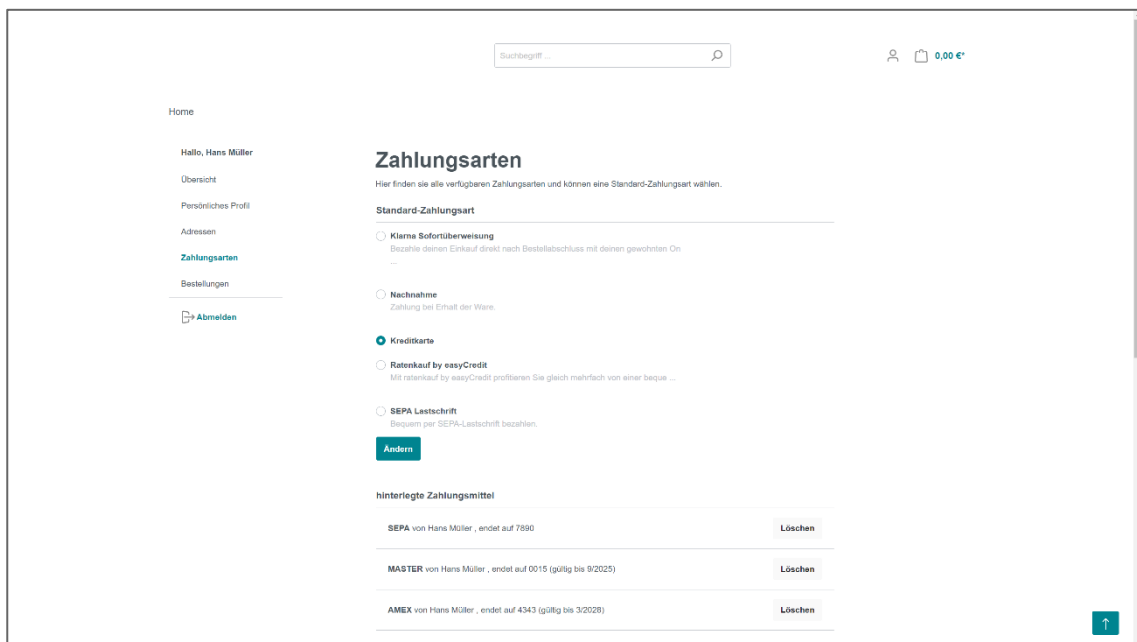 Suchbegriff ...
0,00 €*
Home
Hallo, Hans Müller
Übersicht
Persönliches Profil
Adressen
Zahlungsarten
Bestellungen
Abmelden
Zahlungsarten
Hier finden sie alle verfügbaren Zahlungsarten und können eine Standard-Zahlungsart wählen.
Standard-Zahlungsart
Klarna Sofortüberweisung
Bezahle deinen Einkauf direkt nach Bestellabschluss mit deinen gewohnten On
...
Nachnahme
Zahlung bei Erhalt der Ware.
Kreditkarte
Ratenkauf by easyCredit
Mit ratenkauf by easyCredit profitieren Sie gleich mehrfach von einer beque ...
SEPA Lastschrift
Bequem per SEPA-Lastschrift bezahlen.
Ändern
hinterlegte Zahlungsmittel
SEPA von Hans Müller , endet auf 7890
Löschen
MASTER von Hans Müller , endet auf 0015 (gültig bis 9/2025)
Löschen
AMEX von Hans Müller , endet auf 4343 (gültig bis 3/2028)
Löschen